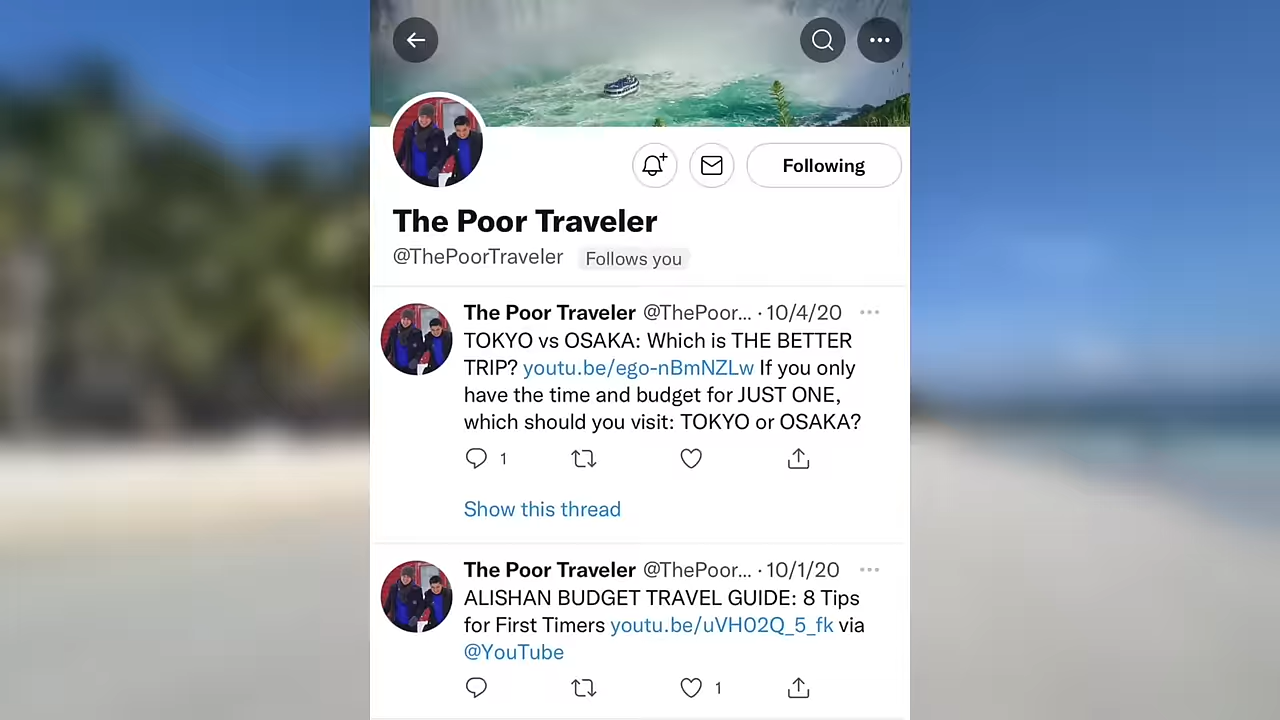 Following
The Poor Traveler
@ThePoorTraveler Follows you
The Poor Traveler @ThePoor... · 10/4/20
TOKYO vs OSAKA: Which is THE BETTER
TRIP? youtu.be/ego-nBmNZLw If you only
have the time and budget for JUST ONE,
which should you visit: TOKYO or OSAKA?
1
Show this thread
The Poor Traveler @ThePoor... · 10/1/20
ALISHAN BUDGET TRAVEL GUIDE: 8 Tips
for First Timers youtu.be/uVH02Q_5_fk via
@YouTube
1